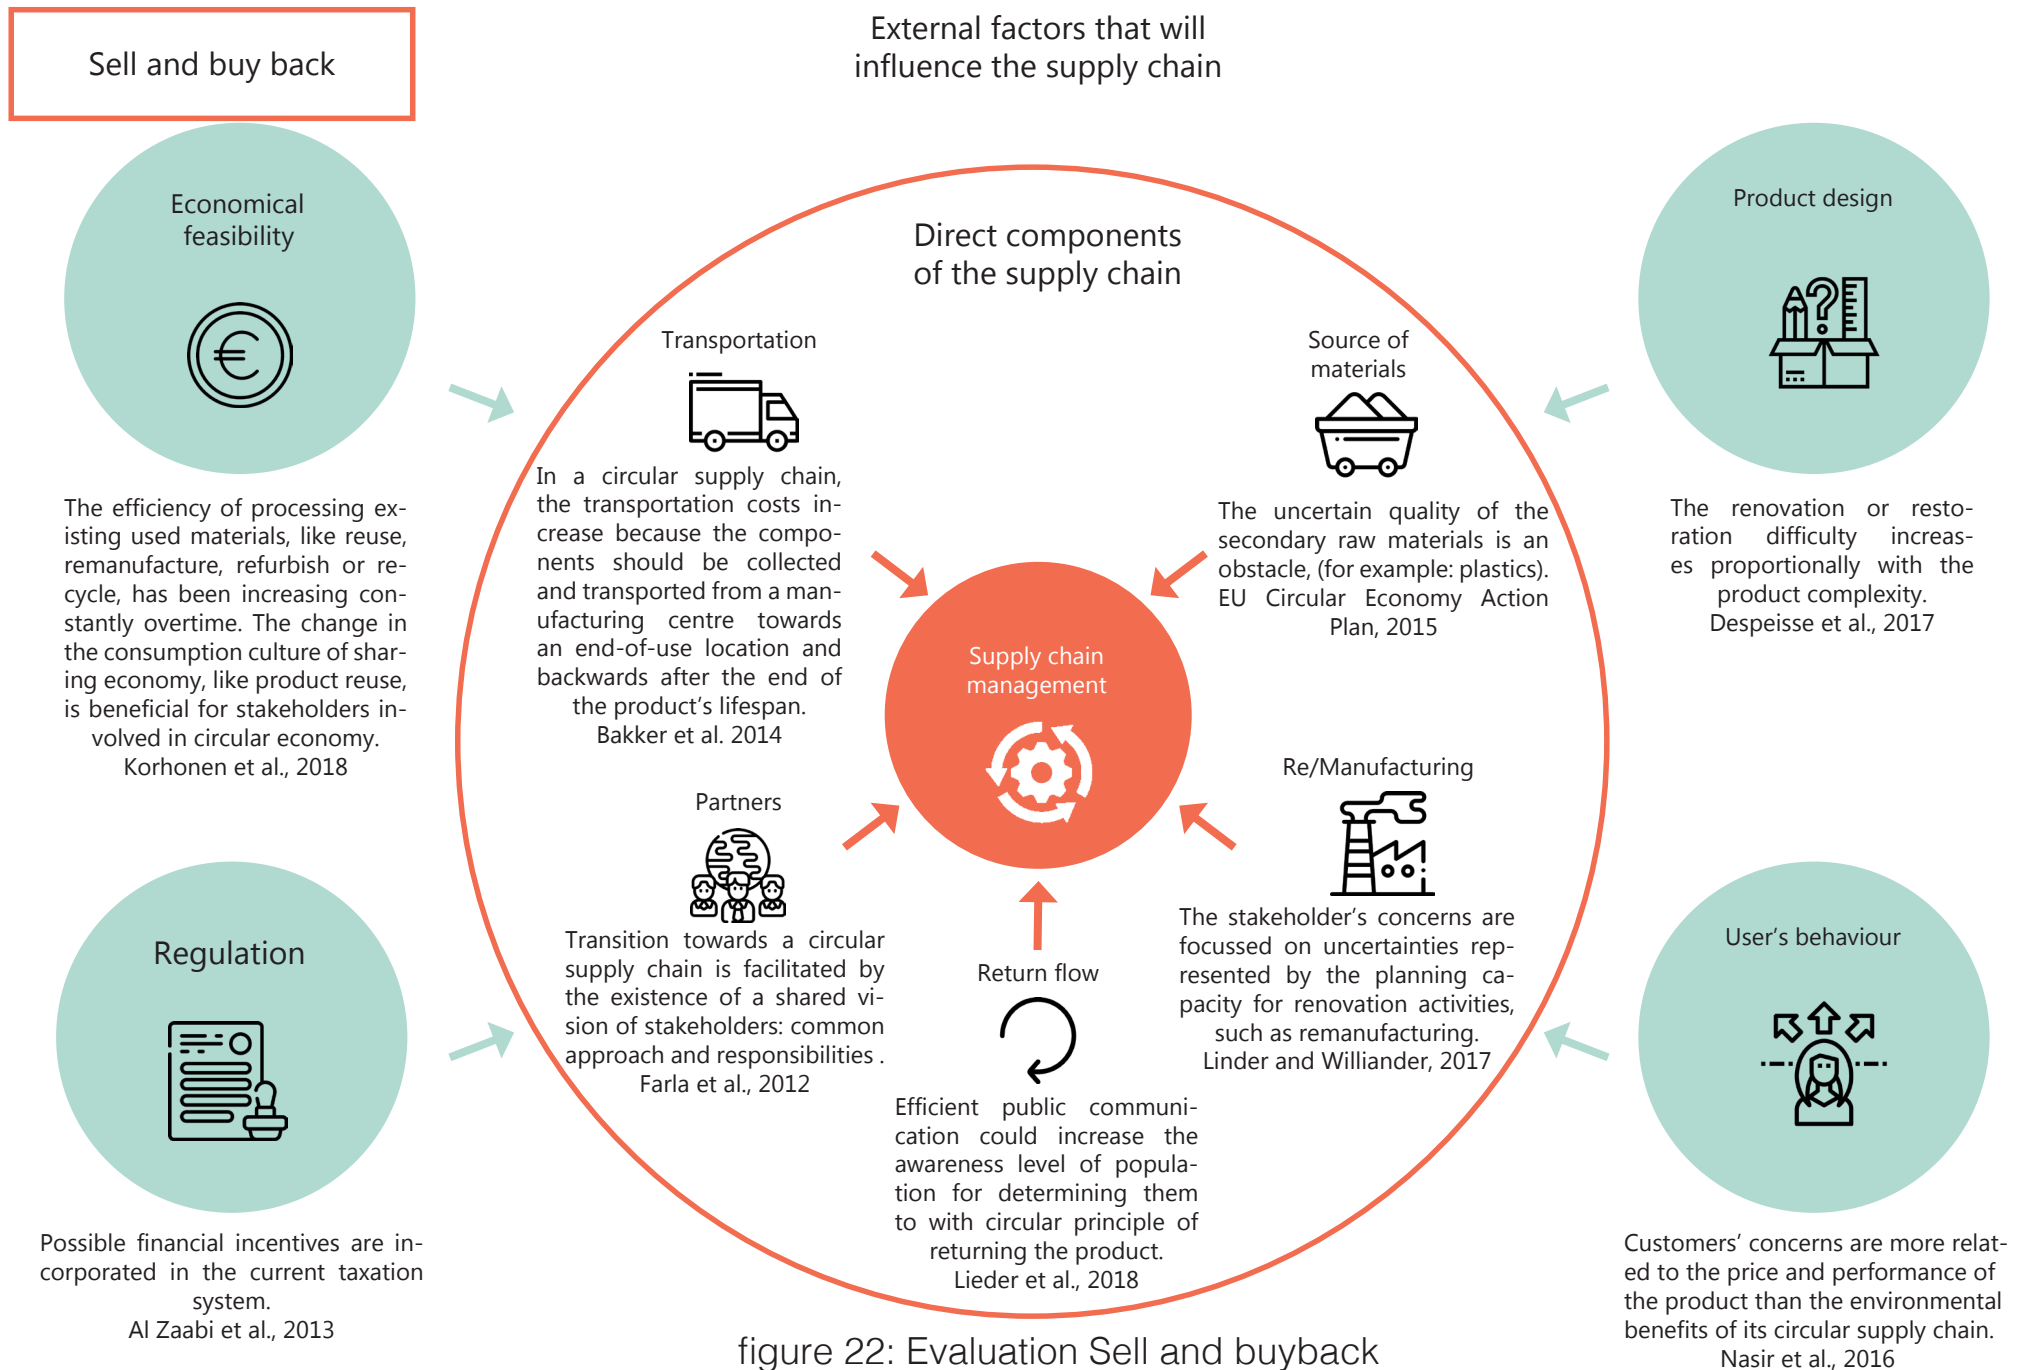 Sell and buy back
External factors that will
influence the supply chain
Economical
feasibility
The efficiency of processing ex-
isting used materials, like reuse,
remanufacture, refurbish or re-
cycle, has been increasing con-
stantly overtime. The change in
the consumption culture of shar-
ing economy, like product reuse,
is beneficial for stakeholders in-
volved in circular economy.
Korhonen et al., 2018
Regulation
Possible financial incentives are in-
corporated in the current taxation
system.
Al Zaabi et al., 2013
Direct components
of the supply chain
Transportation
In a circular supply chain,
the transportation costs in-
crease because the compo-
nents should be collected
and transported from a man-
ufacturing centre towards
an end-of-use location and
backwards after the end of
the product's lifespan.
Bakker et al. 2014
Source of
materials
The uncertain quality of the
secondary raw materials is an
obstacle, (for example: plastics).
EU Circular Economy Action
Plan, 2015
Supply chain
management
Partners
Transition towards a circular
supply chain is facilitated by
the existence of a shared vi-
sion of stakeholders: common
approach and responsibilities .
Farla et al., 2012
Return flow
Efficient public communi-
cation could increase the
awareness level of popula-
tion for determining them
to with circular principle of
returning the product.
Lieder et al., 2018
Re/Manufacturing
The stakeholder's concerns are
focussed on uncertainties rep-
resented by the planning ca-
pacity for renovation activities,
such as remanufacturing.
Linder and Williander, 2017
Product design
The renovation or resto-
ration difficulty increas-
es proportionally with the
product complexity.
Despeisse et al., 2017
User's behaviour
Customers' concerns are more relat-
ed to the price and performance of
the product than the environmental
benefits of its circular supply chain.
Nasir et al., 2016
figure 22: Evaluation Sell and buyback